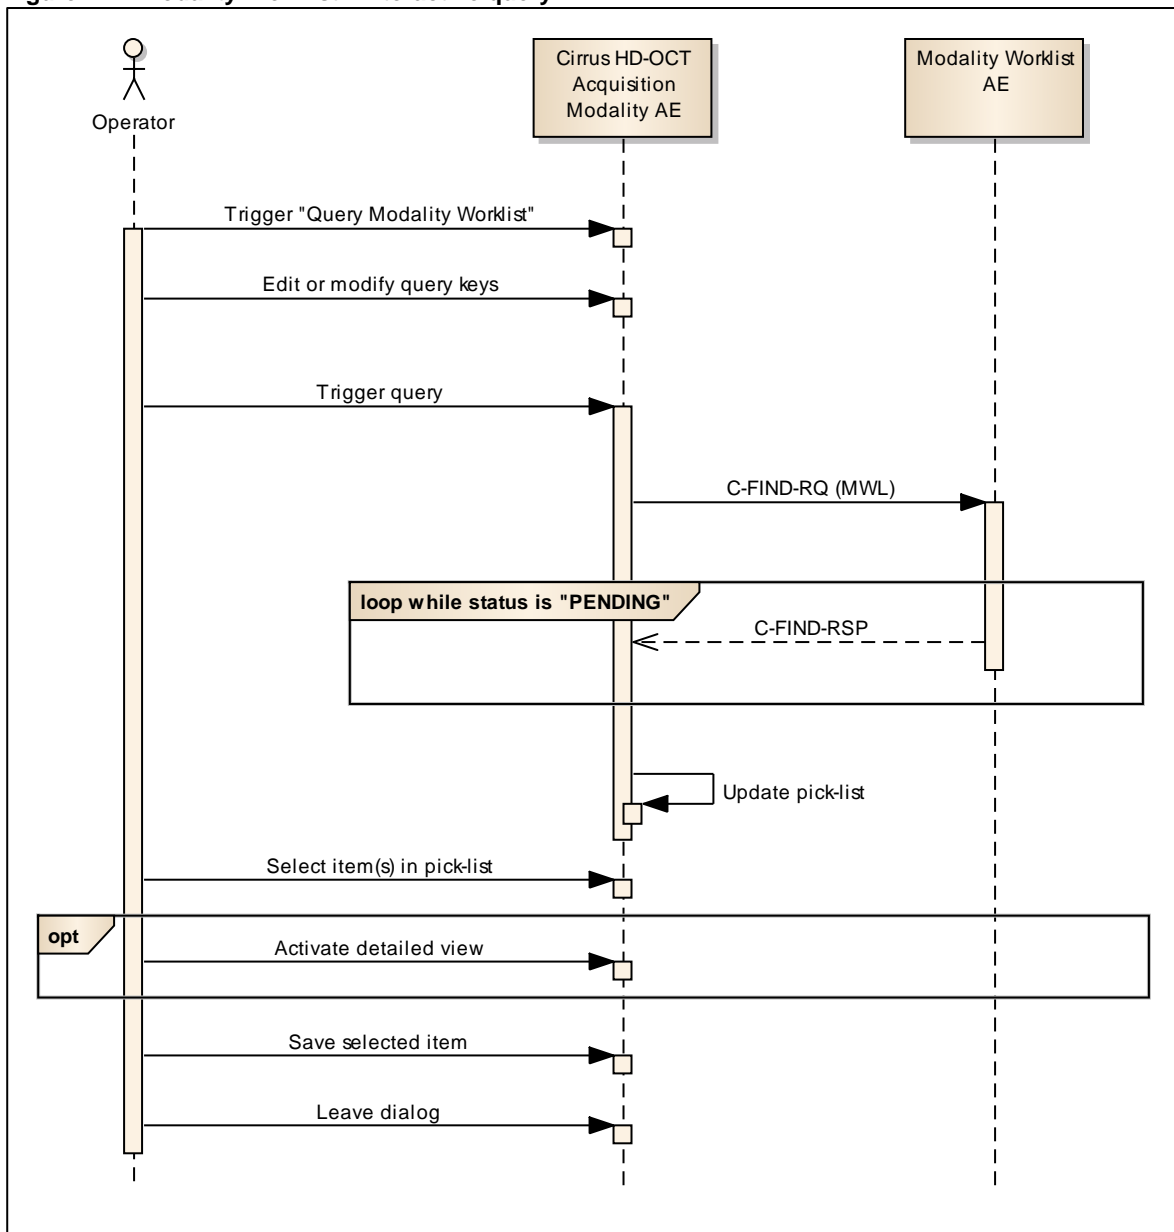 Operator
Cirrus HD-OCT
Acquisition
Modality AE
Modality Worklist
AE
Trigger "Query Modality Worklist"
Edit or modify query keys
Trigger query
C-FIND-RQ (MWL)
loop while status is "PENDING"
C-FIND-RSP
Update pick-list
Select item(s) in pick-list
opt
Activate detailed view
Save selected item
Leave dialog